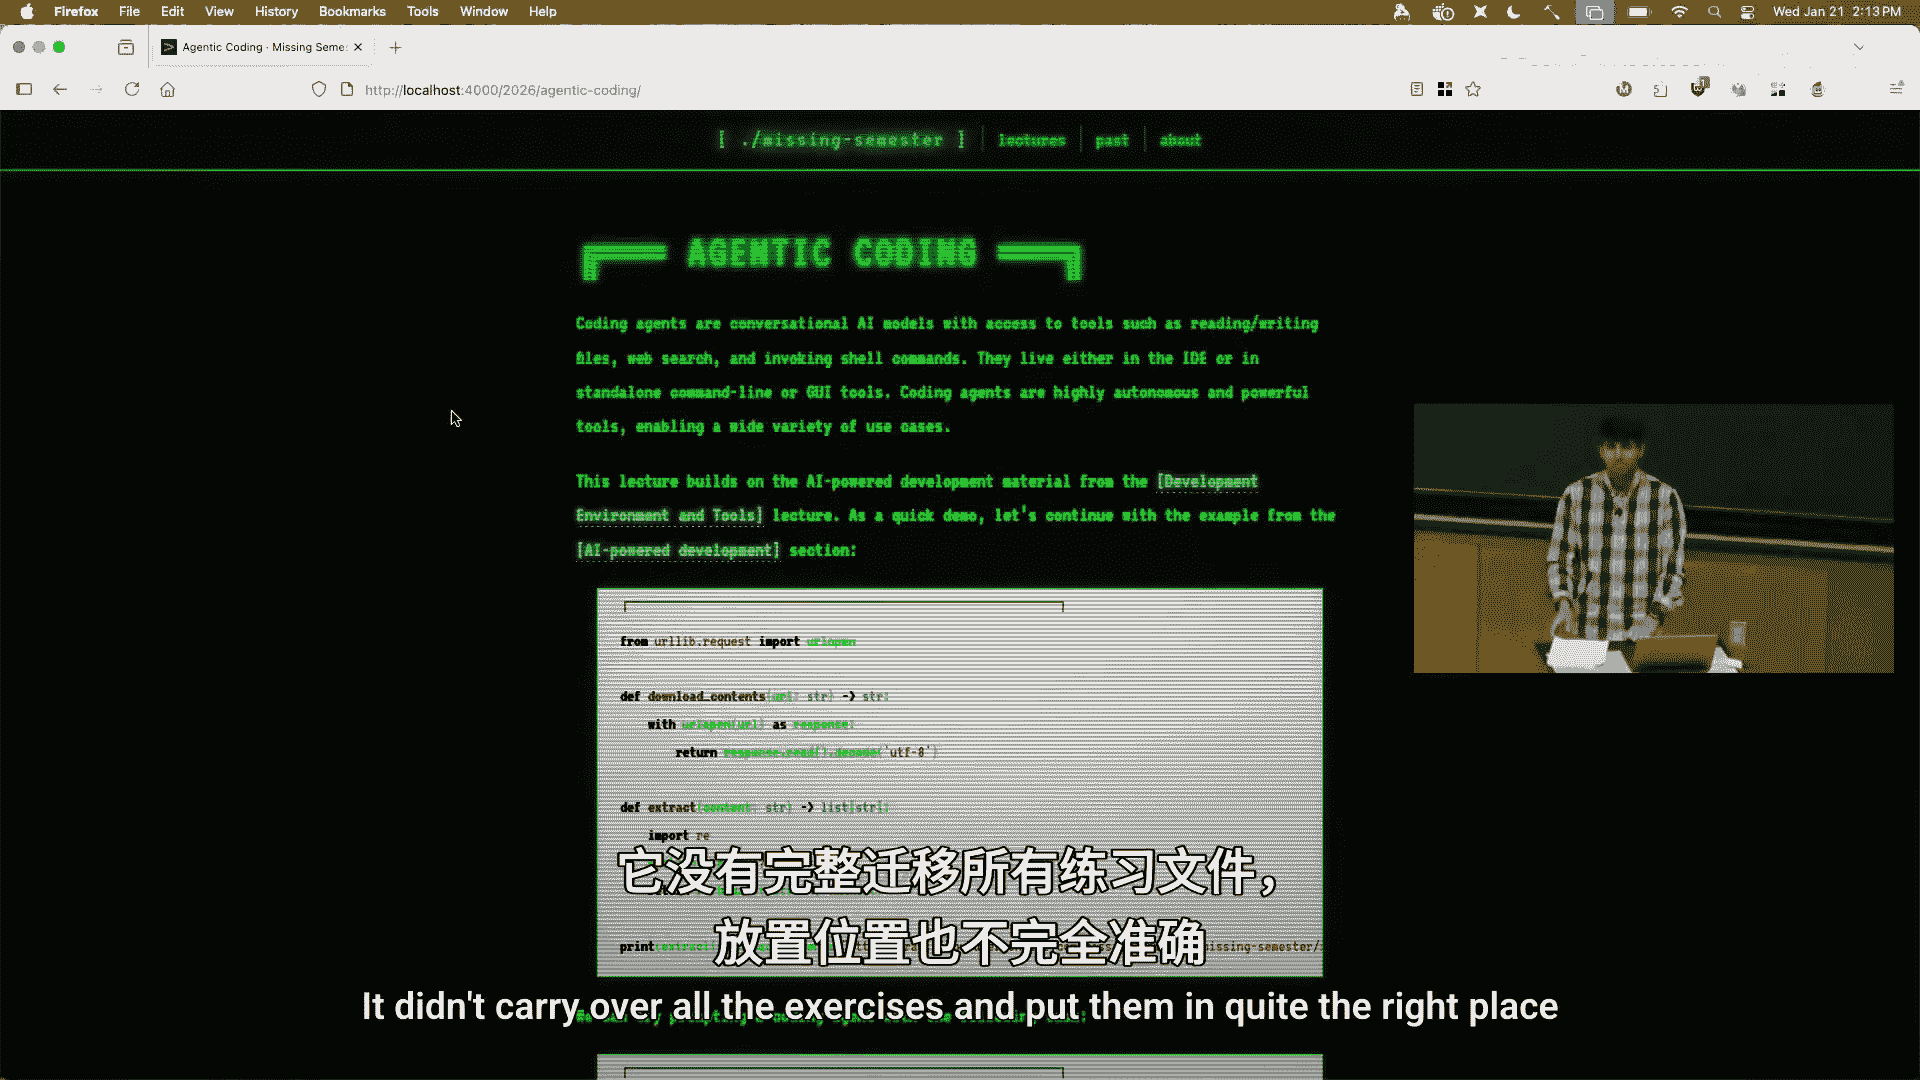 Firefox File Edit View History Bookmarks Tools Window Help
Wed Jan 21 2:13 PM
Agentic Coding · Missing Seme
http://localhost:4000/2026/agentic-coding/
[ ./missing-semester ] lectures past about
AGENTIC CODING
Coding agents are conversational AI models with access to tools such as reading/writing
files, web search, and invoking shell commands. They live either in the IDE or in
standalone command-line or GUI tools. Coding agents are highly autonomous and powerful
tools, enabling a wide variety of use cases.
This lecture builds on the AI-powered development material from the [Development
Environment and Tools] lecture. As a quick demo, let's continue with the example from the
[AI-powered development] section:
from urllib.request import urlopen
def download_contents(url: str) -> str:
with urlopen(url) as response:
return response.read().decode('utf-8')
def extract(content: str) -> list[str]:
import re
print
missing-semester/
它没有完整迁移所有练习文件，
放置位置也不完全准确
It didn't carry over all the exercises and put them in quite the right place